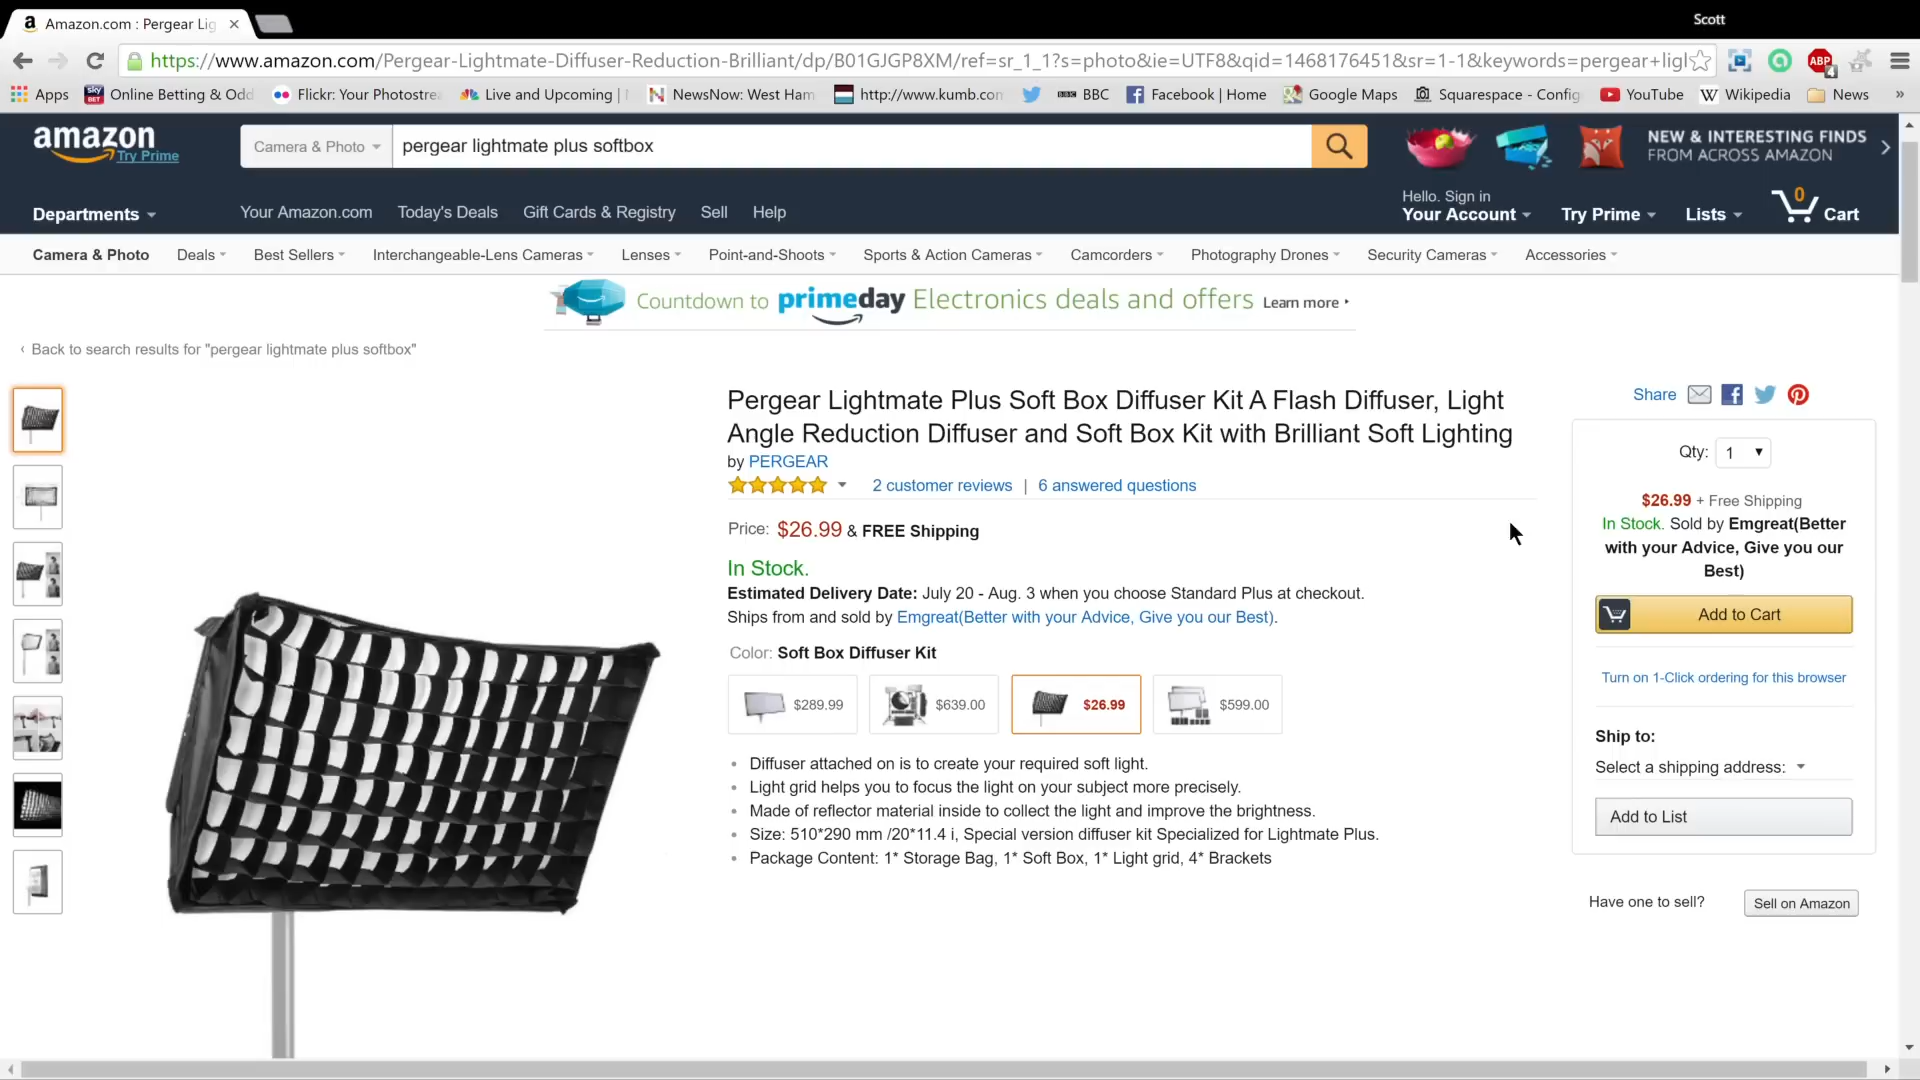 Scott
Amazon.com : Pergear Lig
https://www.amazon.com/Pergear-Lightmate-Diffuser-Reduction-Brilliant/dp/B01GJGP8XM/ref=sr_1_1?s=photo&ie=UTF8&qid=1468176451&sr=1-1&keywords=pergear+ligl
ABP
4
Apps
sky BET
Online Betting & Odd
Flickr: Your Photostre
Live and Upcoming |
NewsNow: West Ham
http://www.kumb.con
BBC
BBC
Facebook | Home
Google Maps
Squarespace - Config
YouTube
W Wikipedia
News
»
amazon
Try Prime
Camera & Photo
pergear lightmate plus softbox
NEW & INTERESTING FINDS
FROM ACROSS AMAZON
Departments
Your Amazon.com
Today's Deals
Gift Cards & Registry
Sell
Help
Hello. Sign in
Your Account
Try Prime
Lists
0
Cart
Camera & Photo
Deals
Best Sellers
Interchangeable-Lens Cameras
Lenses
Point-and-Shoots
Sports & Action Cameras
Camcorders
Photography Drones
Security Cameras
Accessories
Countdown to primeday Electronics deals and offers Learn more
‹ Back to search results for "pergear lightmate plus softbox"
Pergear Lightmate Plus Soft Box Diffuser Kit A Flash Diffuser, Light
Angle Reduction Diffuser and Soft Box Kit with Brilliant Soft Lighting
by PERGEAR
2 customer reviews | 6 answered questions
Price: $26.99 & FREE Shipping
In Stock.
Estimated Delivery Date: July 20 - Aug. 3 when you choose Standard Plus at checkout.
Ships from and sold by Emgreat(Better with your Advice, Give you our Best).
Color: Soft Box Diffuser Kit
$289.99
$639.00
$26.99
$599.00
• Diffuser attached on is to create your required soft light.
• Light grid helps you to focus the light on your subject more precisely.
• Made of reflector material inside to collect the light and improve the brightness.
• Size: 510*290 mm /20*11.4 i, Special version diffuser kit Specialized for Lightmate Plus.
• Package Content: 1* Storage Bag, 1* Soft Box, 1* Light grid, 4* Brackets
Share
Qty: 1
$26.99 + Free Shipping
In Stock. Sold by Emgreat(Better
with your Advice, Give you our
Best)
Add to Cart
Turn on 1-Click ordering for this browser
Ship to:
Select a shipping address:
Add to List
Have one to sell?
Sell on Amazon